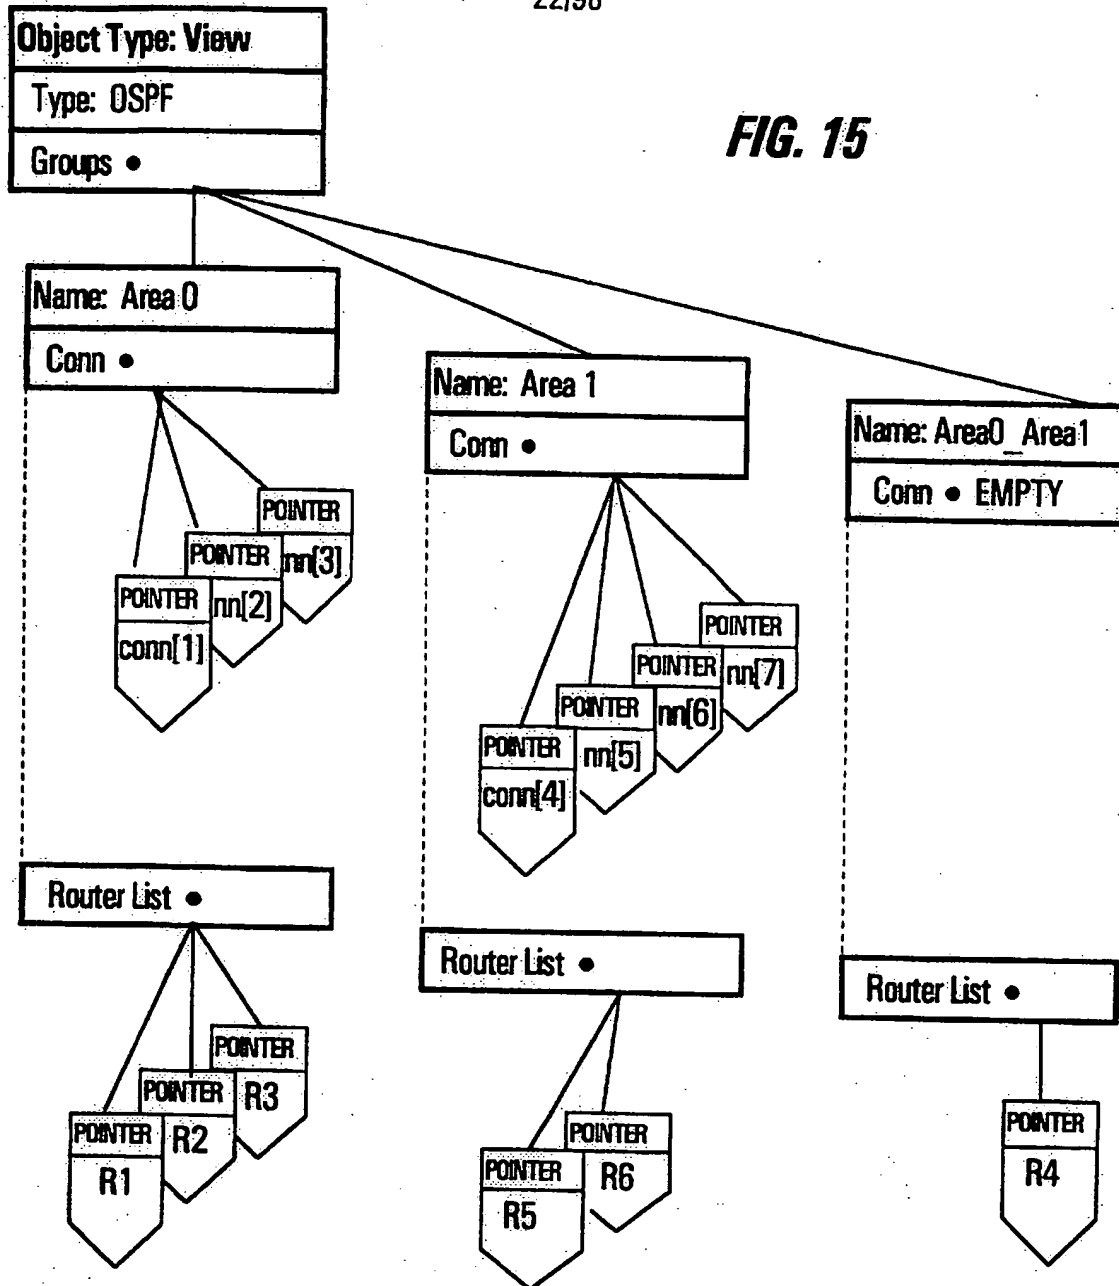 22/96
Object Type: View
Type: OSPF
Groups
FIG. 15
Name: Area 0
Conn
Name: Area 1
Conn
Name: Area0_Area1
Conn EMPTY
POINTER
nn[3]
POINTER
nn[2]
POINTER
conn[1]
POINTER
nn[7]
POINTER
nn[6]
POINTER
nn[5]
POINTER
conn[4]
Router List
Router List
Router List
POINTER
R3
POINTER
R2
POINTER
R1
POINTER
R6
POINTER
R5
POINTER
R4